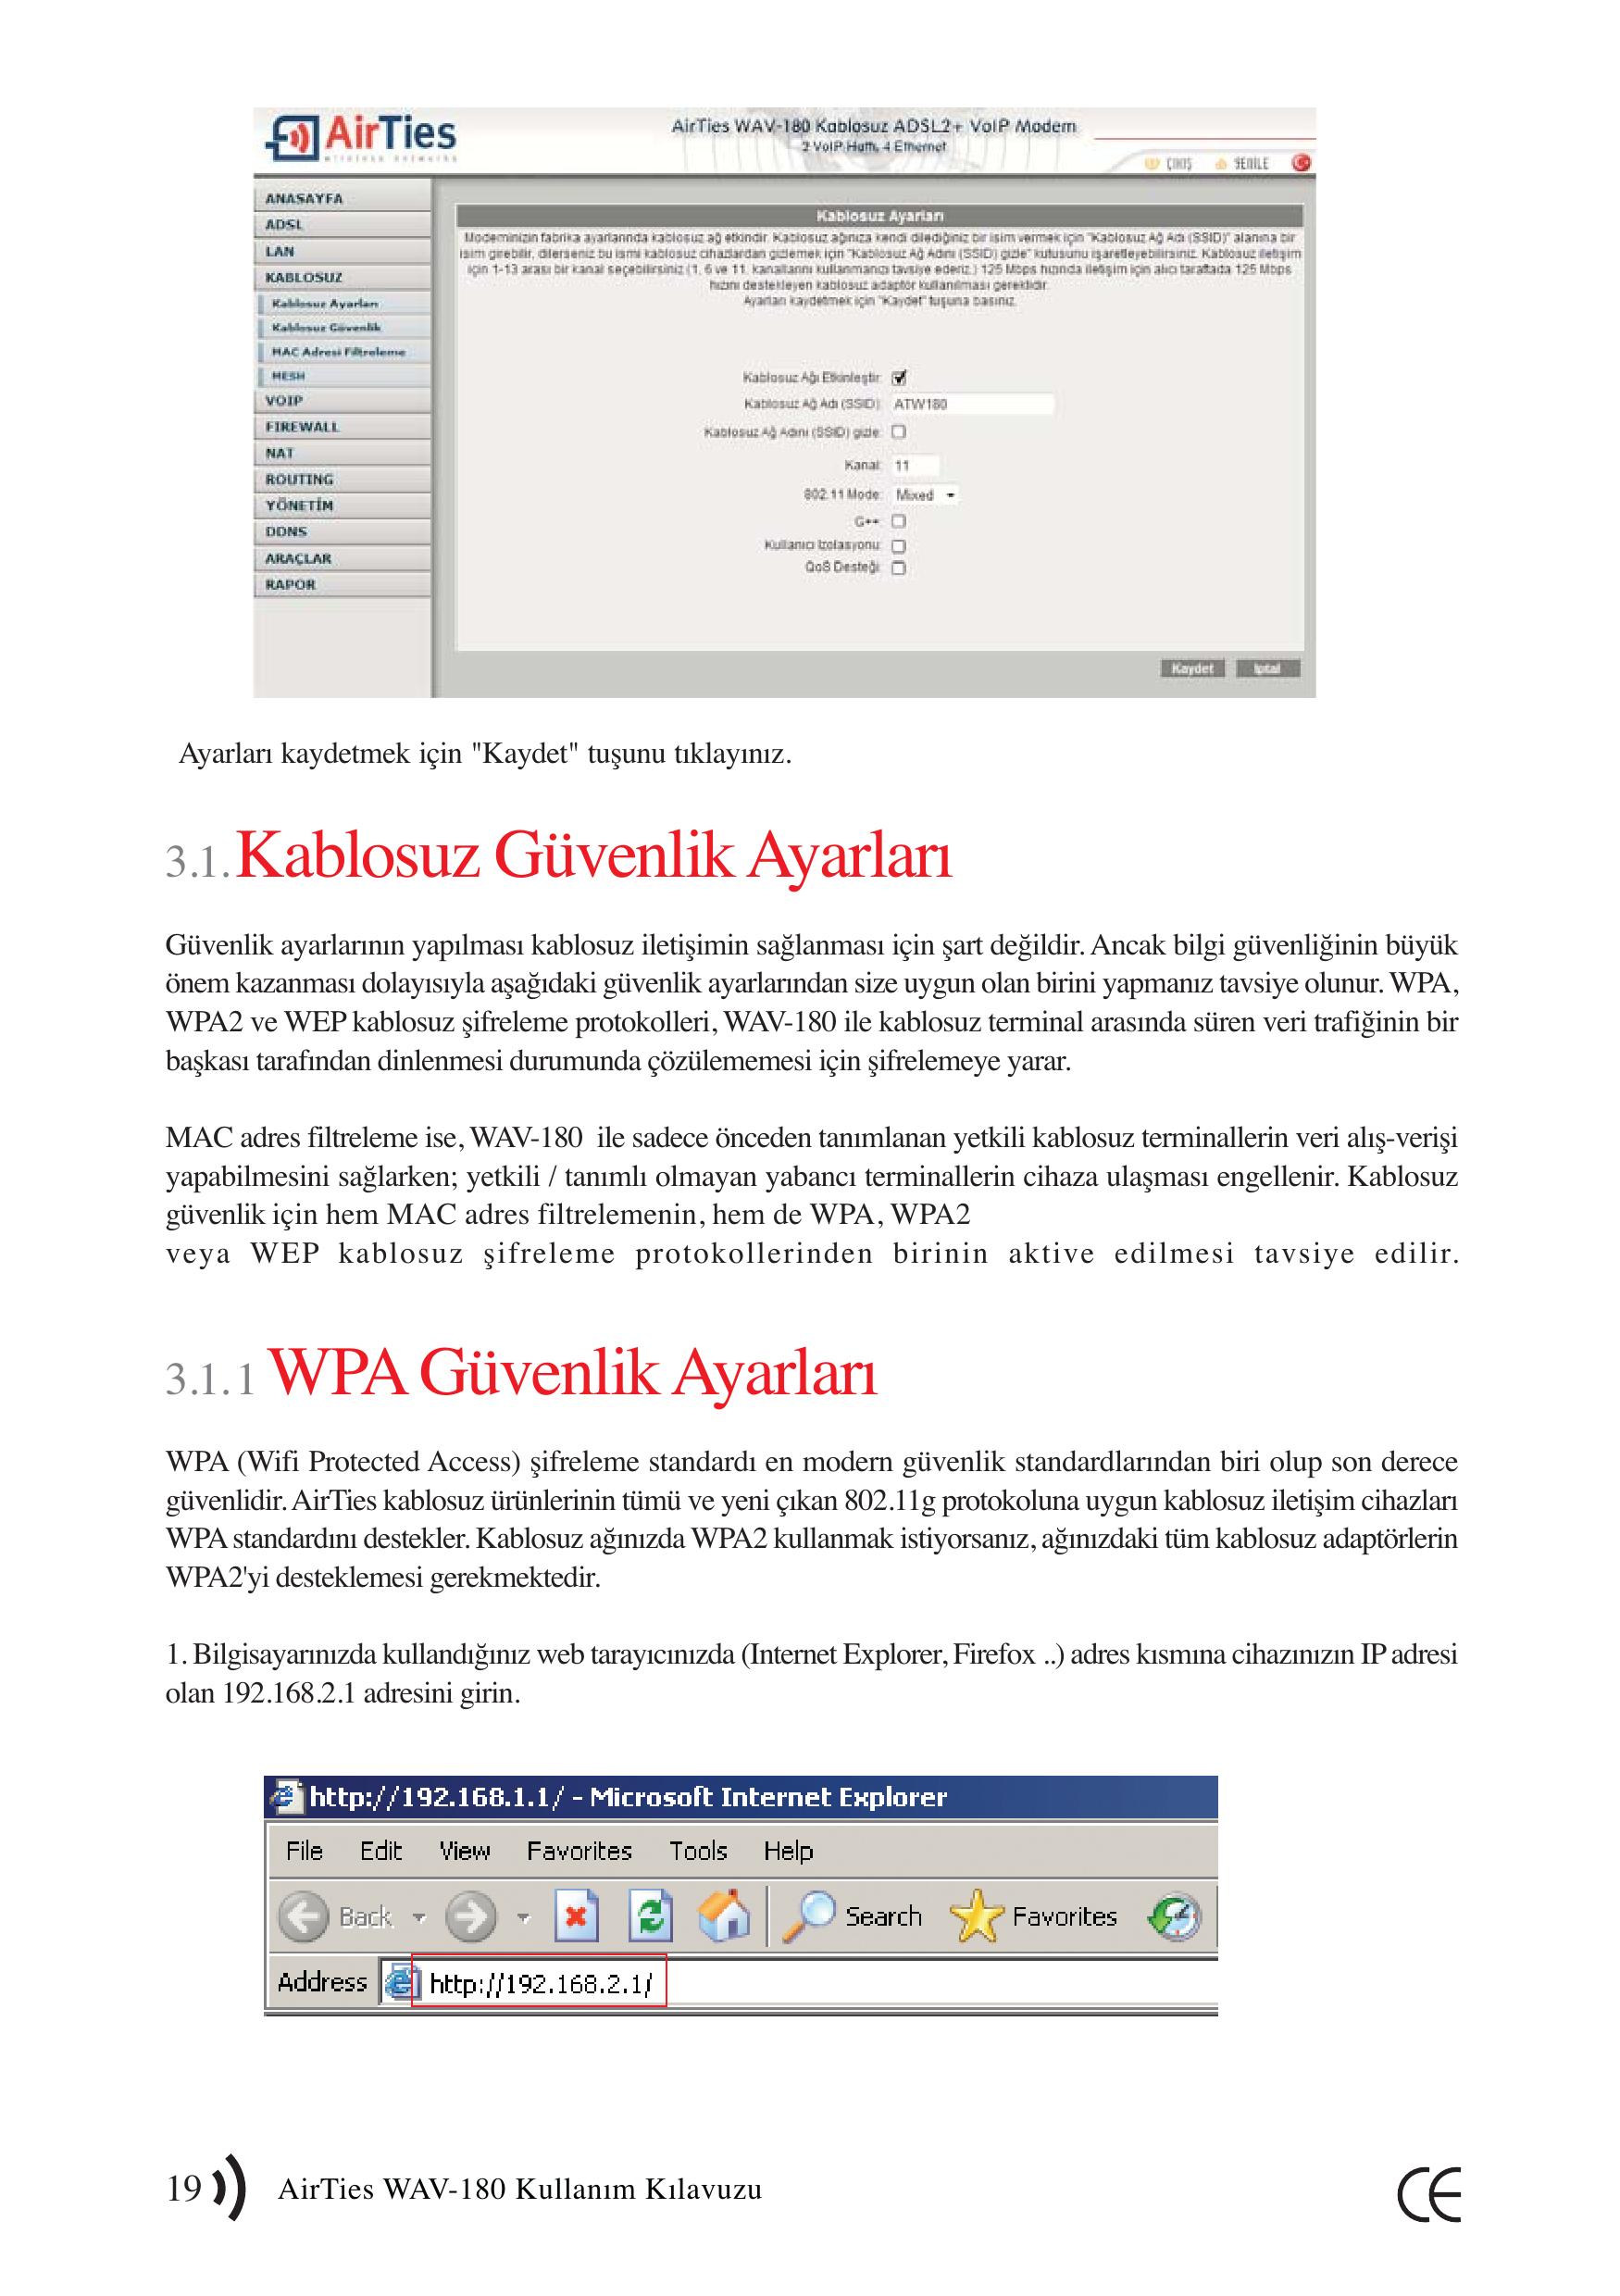 AirTies
WIRELESS NETWORKS
AirTies WAV-180 Kablosuz ADSL2+ VoIP Modem
2 VoIP Hattı, 4 Ethernet
ÇIKIŞ YENİLE
ANASAYFA
ADSL
LAN
KABLOSUZ
Kablosuz Ayarları
Kablosuz Güvenlik
MAC Adresi Filtreleme
MESH
VOIP
FIREWALL
NAT
ROUTING
YÖNETİM
DDNS
ARAÇLAR
RAPOR
Kablosuz Ayarları
Modeminizin fabrika ayarlarında kablosuz ağ etkindir. Kablosuz ağınıza kendi dilediğiniz bir isim vermek için "Kablosuz Ağ Adı (SSID)" alanına bir
isim girebilir, dilerseniz bu ismi kablosuz cihazlardan gizlemek için "Kablosuz Ağ Adını (SSID) gizle" kutusunu işaretleyebilirsiniz. Kablosuz iletişim
için 1-13 arası bir kanal seçebilirsiniz (1, 6 ve 11. kanallarını kullanmanızı tavsiye ederiz.) 125 Mbps hızında iletişim için alıcı taraftada 125 Mbps
hızını destekleyen kablosuz adaptör kullanılması gereklidir.
Ayarları kaydetmek için "Kaydet" tuşuna basınız.
Kablosuz Ağı Etkinleştir:
Kablosuz Ağ Adı (SSID): ATW180
Kablosuz Ağ Adını (SSID) gizle:
Kanal: 11
802.11 Mode: Mixed
G++
Kullanıcı İzolasyonu:
QoS Desteği:
Kaydet İptal
Ayarları kaydetmek için "Kaydet" tuşunu tıklayınız.
3.1. Kablosuz Güvenlik Ayarları
Güvenlik ayarlarının yapılması kablosuz iletişimin sağlanması için şart değildir. Ancak bilgi güvenliğinin büyük
önem kazanması dolayısıyla aşağıdaki güvenlik ayarlarından size uygun olan birini yapmanız tavsiye olunur. WPA,
WPA2 ve WEP kablosuz şifreleme protokolleri, WAV-180 ile kablosuz terminal arasında süren veri trafiğinin bir
başkası tarafından dinlenmesi durumunda çözülememesi için şifrelemeye yarar.
MAC adres filtreleme ise, WAV-180 ile sadece önceden tanımlanan yetkili kablosuz terminallerin veri alış-verişi
yapabilmesini sağlarken; yetkili / tanımlı olmayan yabancı terminallerin cihaza ulaşması engellenir. Kablosuz
güvenlik için hem MAC adres filtrelemenin, hem de WPA, WPA2
veya WEP kablosuz şifreleme protokollerinden birinin aktive edilmesi tavsiye edilir.
3.1.1 WPA Güvenlik Ayarları
WPA (Wifi Protected Access) şifreleme standardı en modern güvenlik standardlarından biri olup son derece
güvenlidir. AirTies kablosuz ürünlerinin tümü ve yeni çıkan 802.11g protokoluna uygun kablosuz iletişim cihazları
WPA standardını destekler. Kablosuz ağınızda WPA2 kullanmak istiyorsanız, ağınızdaki tüm kablosuz adaptörlerin
WPA2'yi desteklemesi gerekmektedir.
1. Bilgisayarınızda kullandığınız web tarayıcınızda (Internet Explorer, Firefox ..) adres kısmına cihazınızın IP adresi
olan 192.168.2.1 adresini girin.
http://192.168.1.1/ - Microsoft Internet Explorer
File Edit View Favorites Tools Help
Back Search Favorites
Address http://192.168.2.1/
19 AirTies WAV-180 Kullanım Kılavuzu
CE